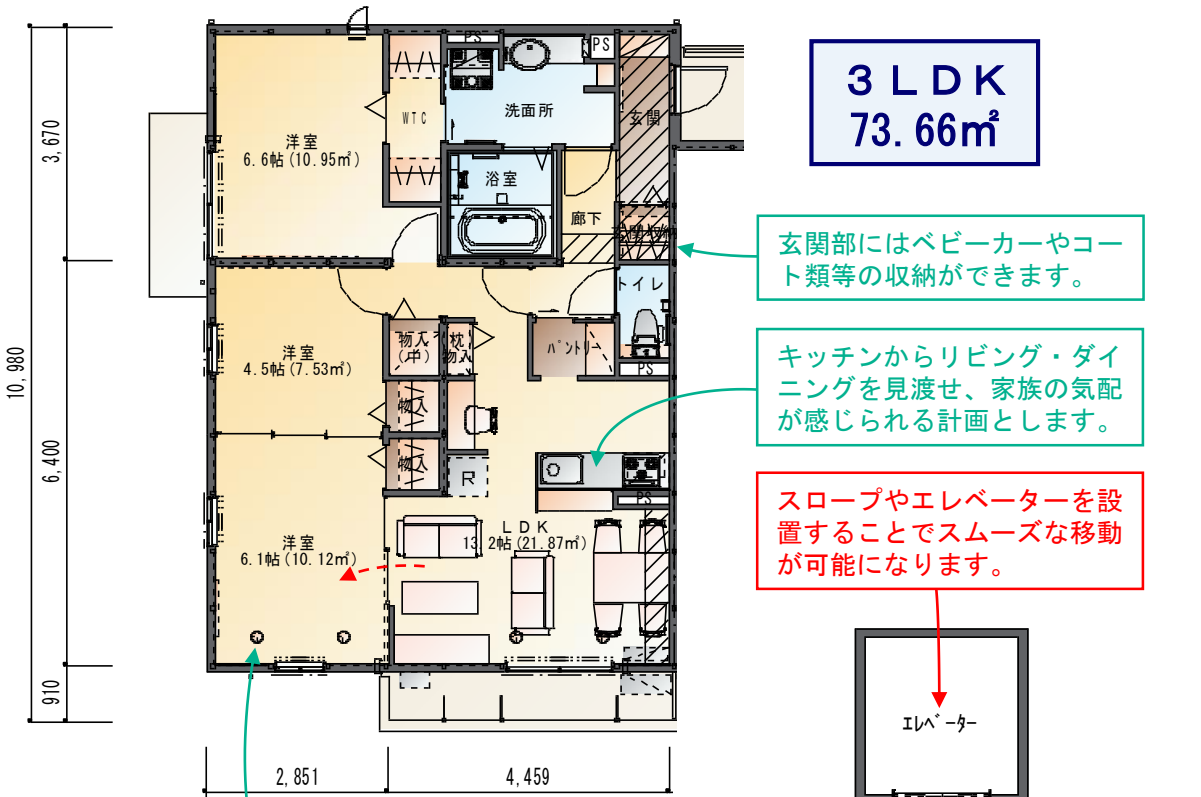 3LDK
73.66㎡
玄関部にはベビーカーやコー
ト類等の収納ができます。
キッチンからリビング・ダイ
ニングを見渡せ、家族の気配
が感じられる計画とします。
スロープやエレベーターを設
置することでスムーズな移動
が可能になります。
エレベーター
PS
PS
洋室
6.6帖(10.95㎡)
WTC
洗面所
玄関
浴室
廊下
玄関収納
トイレ
物入
(中)
枕
物入
パントリー
PS
洋室
4.5帖(7.53㎡)
物入
物入
R
PS
LDK
13.2帖(21.87㎡)
洋室
6.1帖(10.12㎡)
3,670
10,980
6,400
910
2,851
4,459